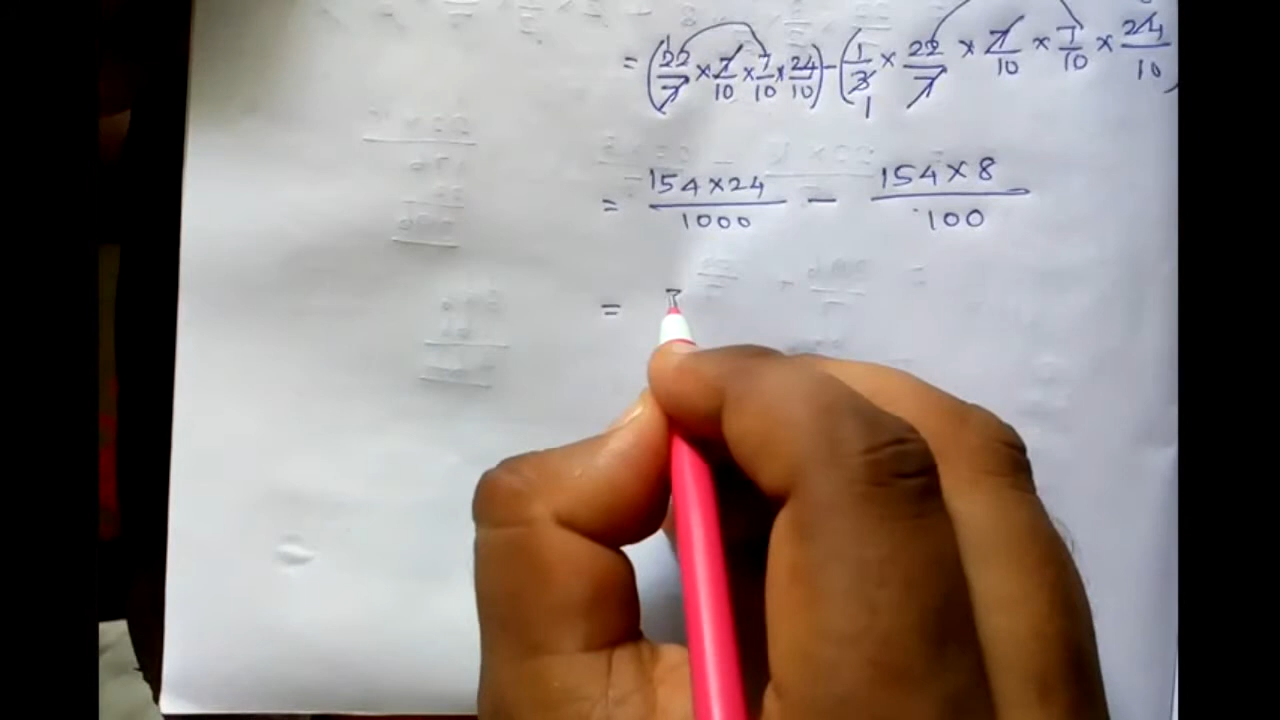 = (22/7 × 7/10 × 7/10 × 24/10) - (1/3 × 22/7 × 7/10 × 7/10 × 24/10)
= 154×24/1000 - 154×8/100
=